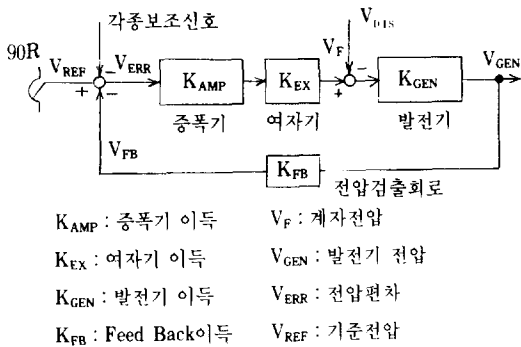 각종보조신호
V_DIS
90R
V_REF
V_ERR
V_F
V_GEN
K_AMP
K_EX
K_GEN
증폭기
여자기
발전기
V_FB
K_FB
전압검출회로
K_AMP : 증폭기 이득
V_F : 계자전압
K_EX : 여자기 이득
V_GEN : 발전기 전압
K_GEN : 발전기 이득
V_ERR : 전압편차
K_FB : Feed Back이득
V_REF : 기준전압